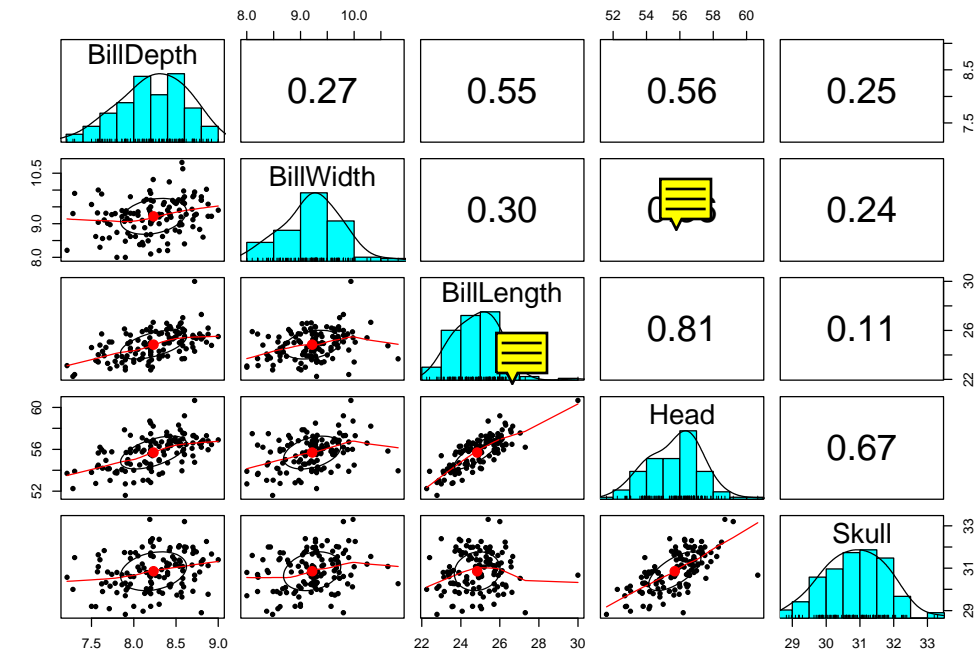 8.0 9.0 10.0 52 54 56 58 60
BillDepth 0.27 0.55 0.56 0.25 7.5 8.5
8.0 9.0 10.5 BillWidth 0.30 0.24
BillLength 0.81 0.11 22 26 30
52 56 60 Head 0.67
Skull 29 31 33
7.5 8.0 8.5 9.0 22 24 26 28 30 29 30 31 32 33